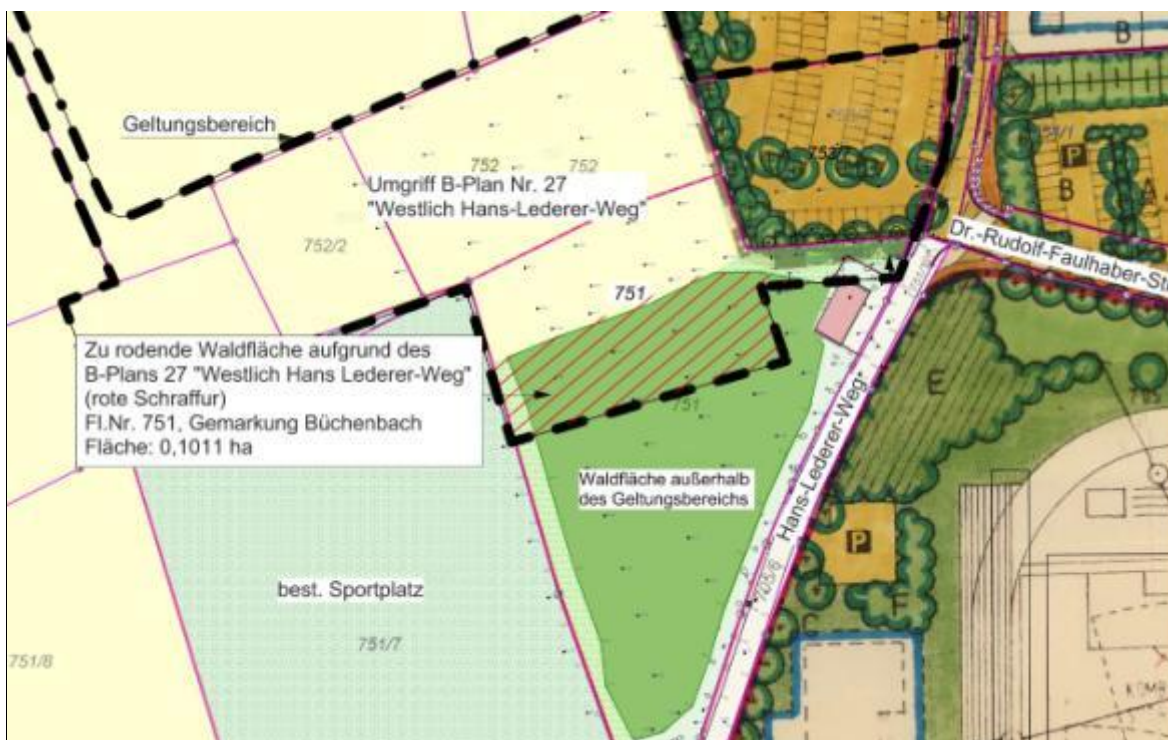 B
Geltungsbereich
752
752
Umgriff B-Plan Nr. 27
"Westlich Hans-Lederer-Weg"
752/2
P
B
A
Dr.-Rudolf-Faulhaber-St
751
Zu rodende Waldfläche aufgrund des
B-Plans 27 "Westlich Hans Lederer-Weg"
(rote Schraffur)
Fl.Nr. 751, Gemarkung Büchenbach
Fläche: 0,1011 ha
751
E
Waldfläche außerhalb
des Geltungsbereichs
Hans-Lederer-Weg"
P
best. Sportplatz
705/6
F
C
751/7
751/8